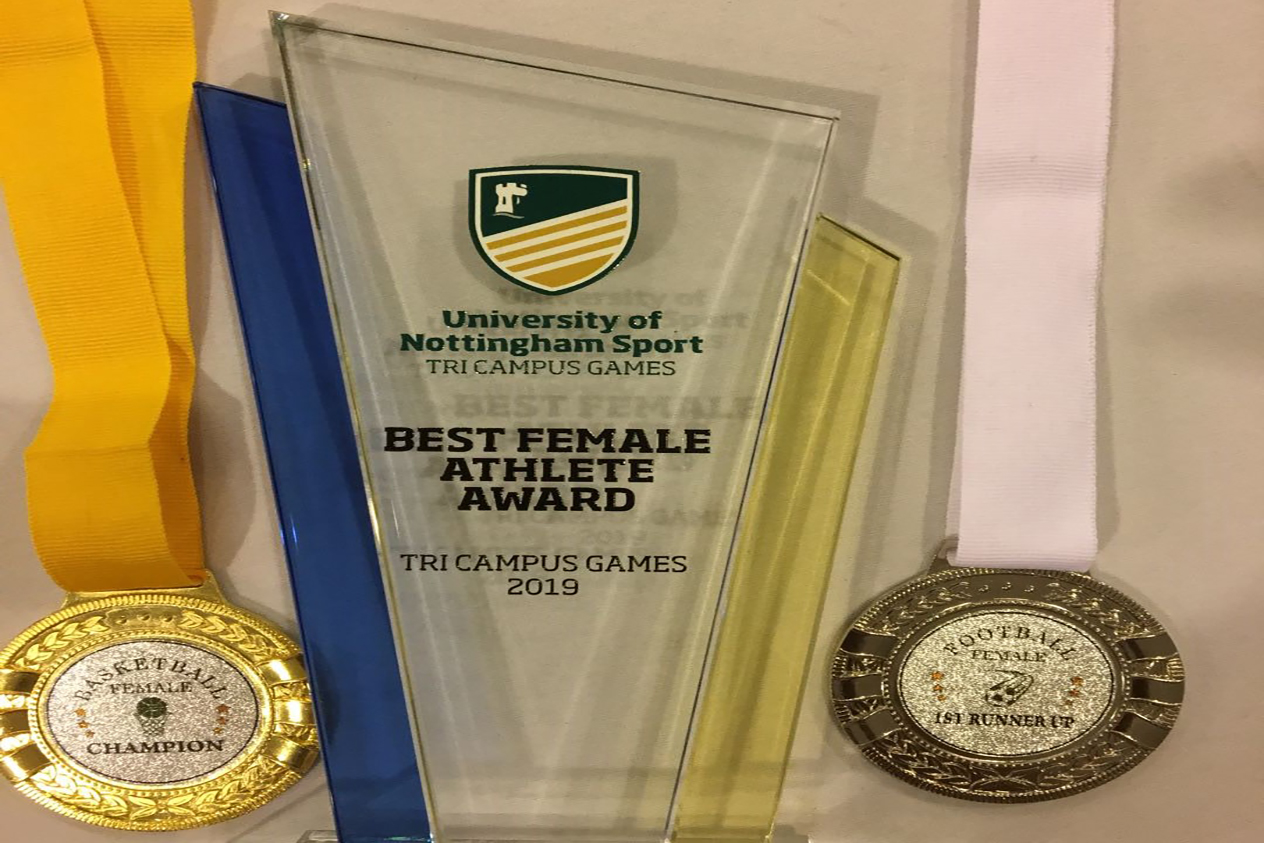 University of
Nottingham Sport
TRI CAMPUS GAMES
BEST FEMALE
ATHLETE
AWARD
TRI CAMPUS GAMES
2019
BASKETBALL
FEMALE
CHAMPION
FOOTBALL
FEMALE
1ST RUNNER UP